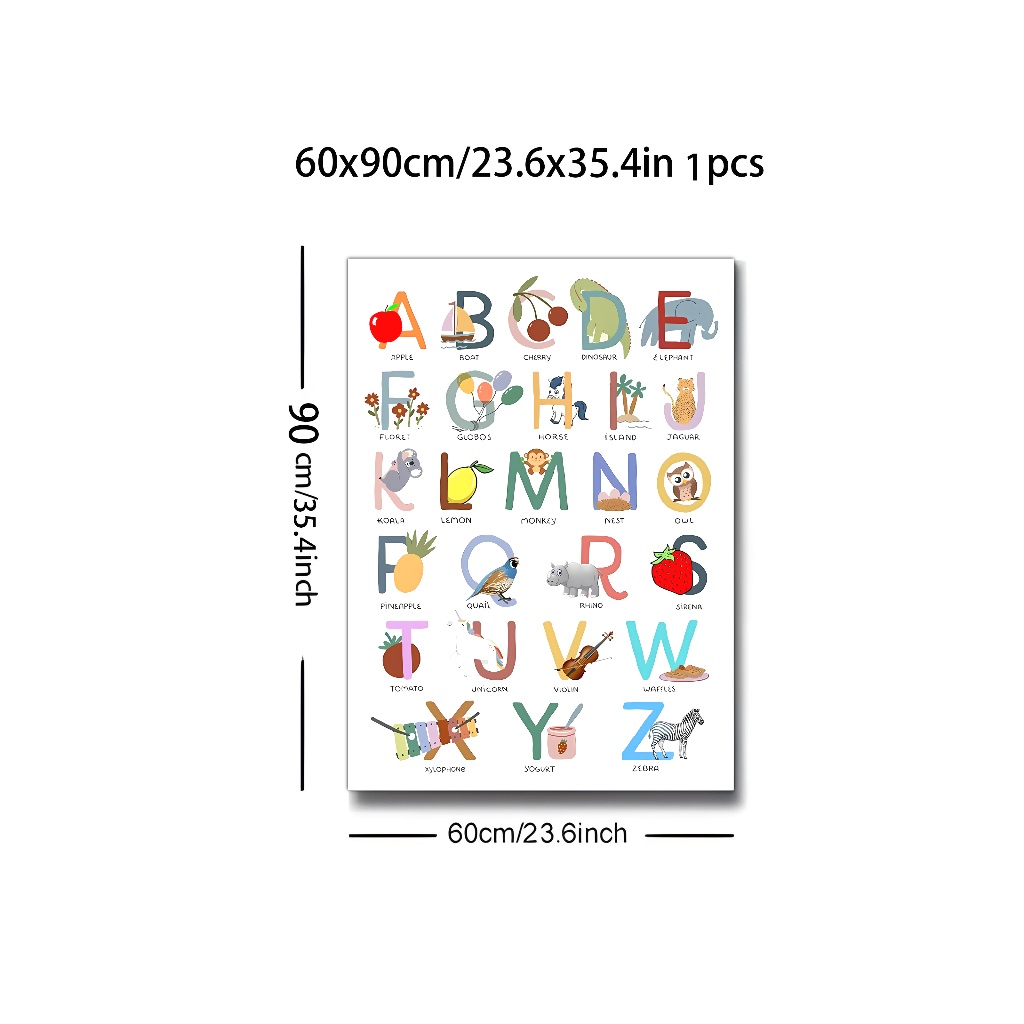 60x90cm/23.6x35.4in 1pcs
90 cm/35.4inch
A B C D E
APPLE BOAT CHERRY DINOSAUR ELEPHANT
F G H I J
FLORET GLOBOS HORSE ISLAND JAGUAR
K L M N O
KOALA LEMON MONKEY NEST OWL
P Q R S
PINEAPPLE QUAIL RHINO SIRENA
T U V W
TOMATO UNICORN VIOLIN WAFFLES
X Y Z
XYLOPHONE YOGURT ZEBRA
60cm/23.6inch